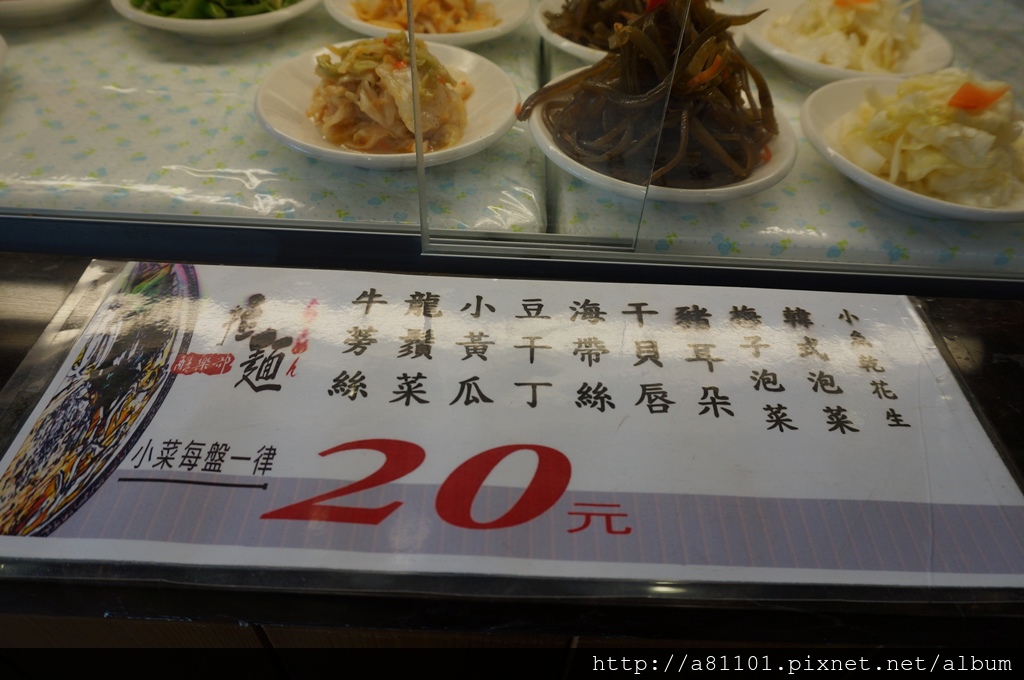 牛蒡絲
龍鬚菜
小黃瓜
豆干丁
海帶絲
干貝唇
豬耳朵
梅子泡菜
韓式泡菜
小魚乾花生
麵
小菜每盤一律
20元
http://a81101.pixnet.net/album